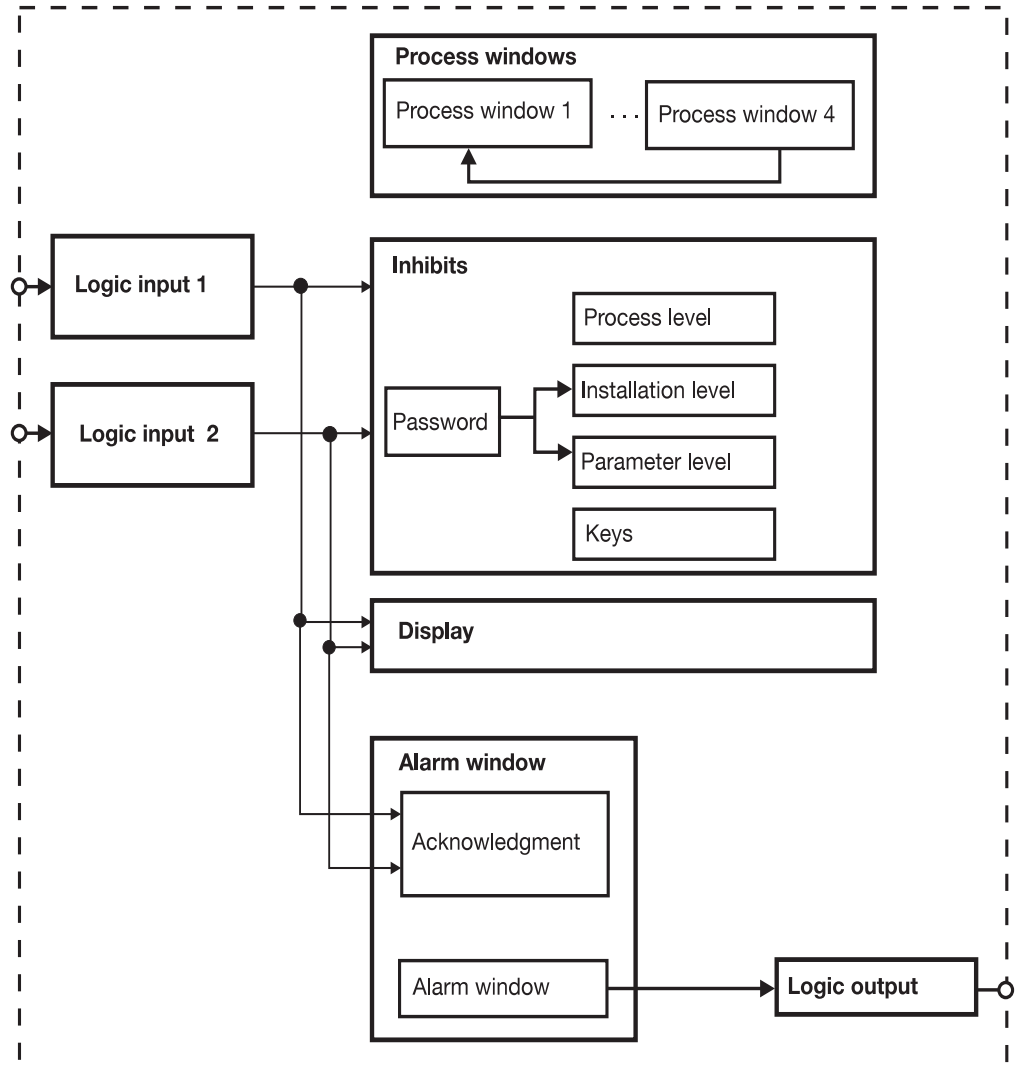 Process windows
Process window 1
. . .
Process window 4
Logic input 1
Inhibits
Process level
Installation level
Logic input 2
Password
Parameter level
Keys
Display
Alarm window
Acknowledgment
Alarm window
Logic output